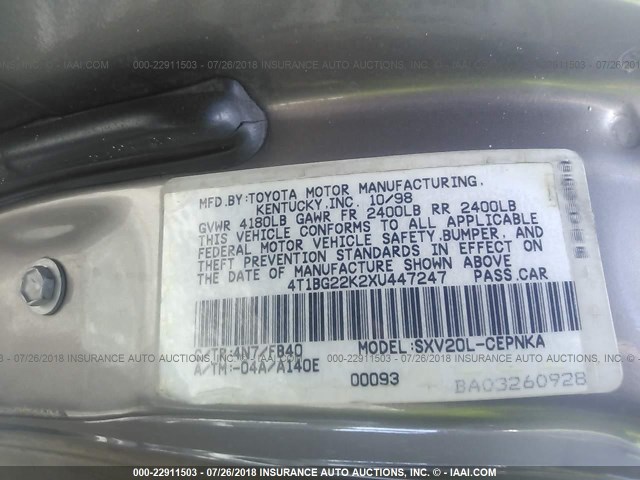 000-22911503 - 07/26/2018 INSURANCE AUTO AUCTIONS, INC. - © IAAI.COM
MFD.BY:TOYOTA MOTOR MANUFACTURING,
KENTUCKY,INC. 10/98
GVWR 4180LB GAWR FR 2400LB RR 2400LB
THIS VEHICLE CONFORMS TO ALL APPLICABLE
FEDERAL MOTOR VEHICLE SAFETY,BUMPER, AND
THEFT PREVENTION STANDARDS IN EFFECT ON
THE DATE OF MANUFACTURE SHOWN ABOVE
4T1BG22K2XU447247 PASS.CAR
C/TR:4N7/FB40 MODEL:SXV20L-CEPNKA
A/TM:-04A/A140E
00093
BA03260928
000-22911503 - 07/26/2018 INSURANCE AUTO AUCTIONS, INC. - © IAAI.COM